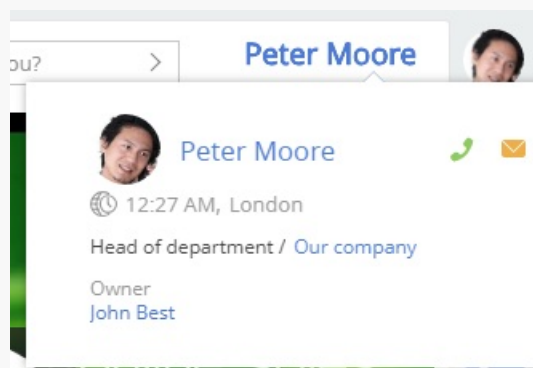 Peter Moore
ou?
Peter Moore
12:27 AM, London
Head of department / Our company
Owner
John Best